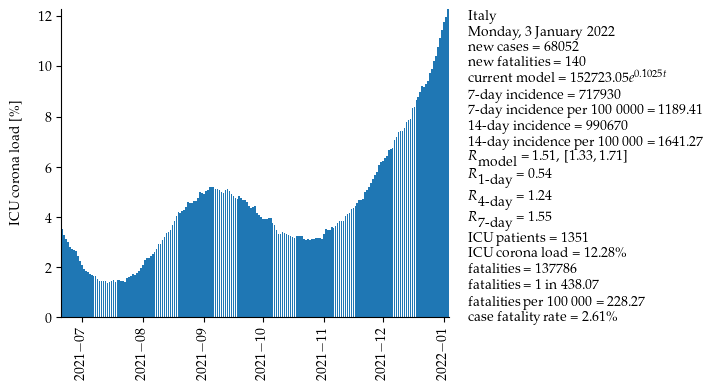 ICU corona load [%]
12
10
8
6
4
2
0
2021−07
2021−08
2021−09
2021−10
2021−11
2021−12
2022−01
Italy
Monday, 3 January 2022
new cases = 68052
new fatalities = 140
current model = 152723.05e^0.1025t
7-day incidence = 717930
7-day incidence per 100 0000 = 1189.41
14-day incidence = 990670
14-day incidence per 100 000 = 1641.27
R_model = 1.51, [1.33, 1.71]
R_1-day = 0.54
R_4-day = 1.24
R_7-day = 1.55
ICU patients = 1351
ICU corona load = 12.28%
fatalities = 137786
fatalities = 1 in 438.07
fatalities per 100 000 = 228.27
case fatality rate = 2.61%